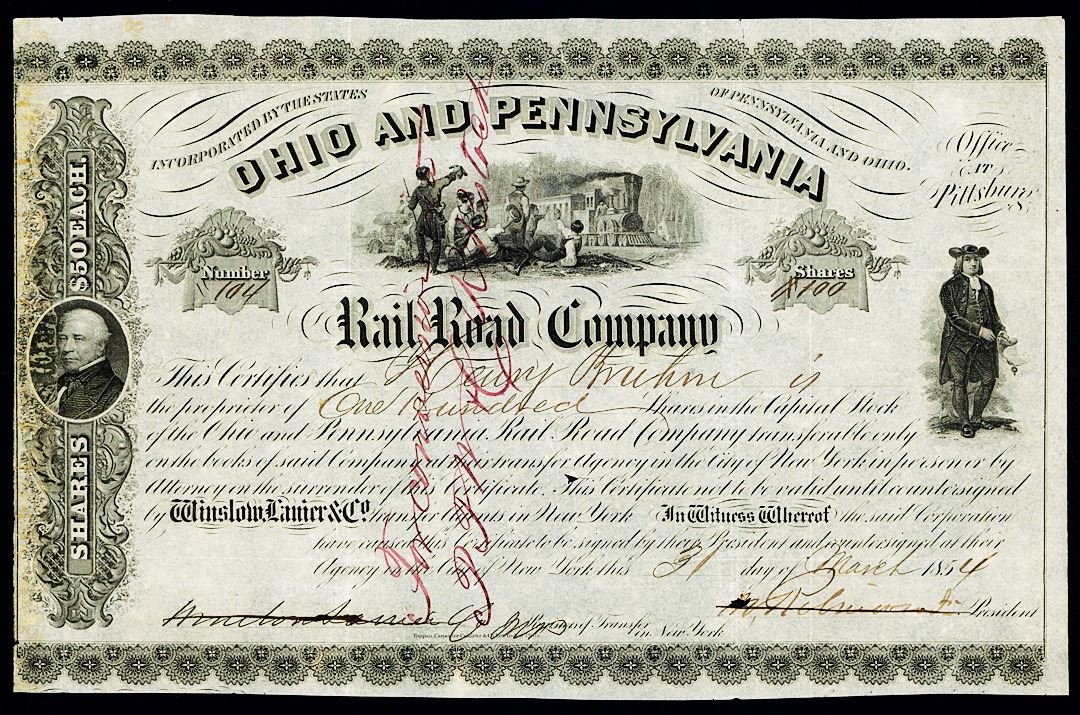 INCORPORATED BY THE STATES OF PENNSYLVANIA AND OHIO.
OHIO AND PENNSYLVANIA
Office
AT
Pittsburg
Number
104
Shares
100
Rail Road Company
$50 EACH.
SHARES
This Certifies that Henry is
the proprietor of One Hundred Shares in the Capital Stock
of the Ohio and Pennsylvania Rail Road Company transferable only
on the books of said Company at their transfer Agency in the City of New York in person or by
Attorney on the surrender of this Certificate. This Certificate not to be valid until countersigned
by Winslow, Lanier & Co. transfer Agents in New York In Witness Whereof the said Corporation
have caused this Certificate to be signed by their President and countersigned at their
Agency in the City of New York this 31 day of March 1854
Winslow Lanier & Co
of Transfer
in New York
President
Toppan, Carpenter,